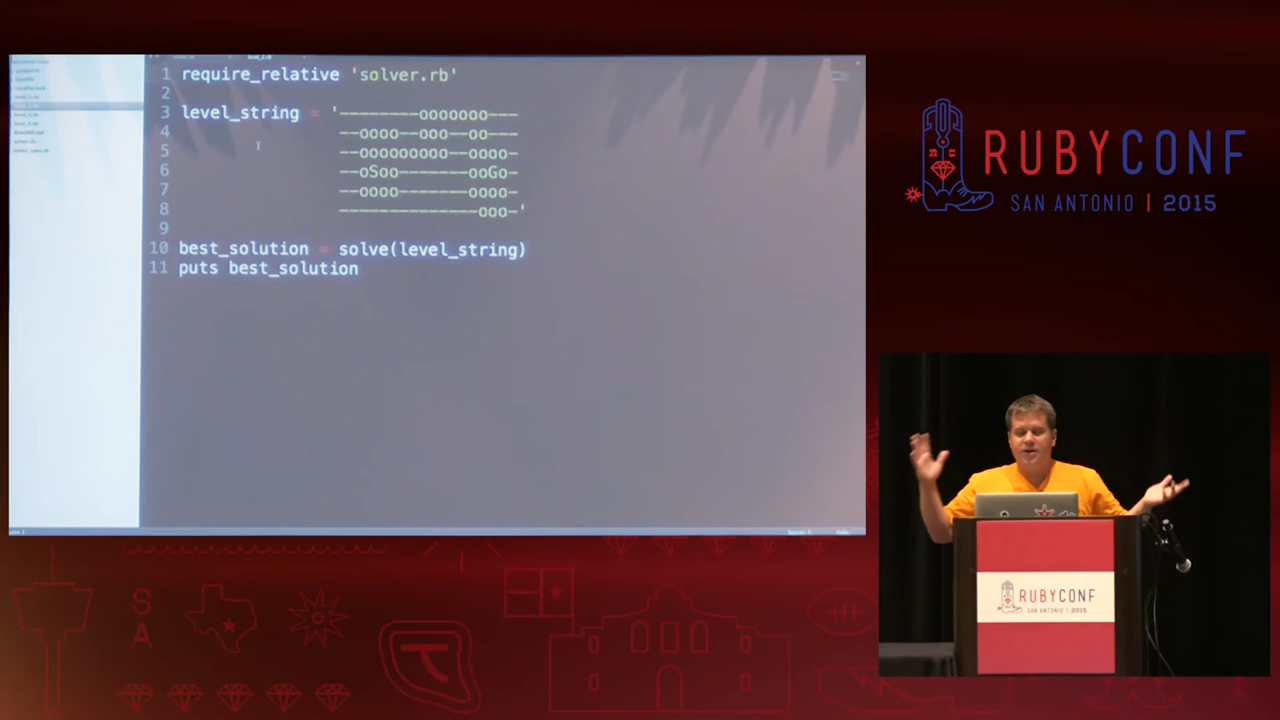 1 require_relative 'solver.rb'
2
3 level_string = '--------ooooooo---
4 --oooo--ooo--oo---
5 --ooooooooo--oooo-
6 --oSoo-------ooGo-
7 --oooo-------oooo-
8 --------------ooo-'
9
10 best_solution = solve(level_string)
11 puts best_solution
RUBYCONF
SAN ANTONIO | 2015
RUBYCONF
SAN ANTONIO | 2015
S
A